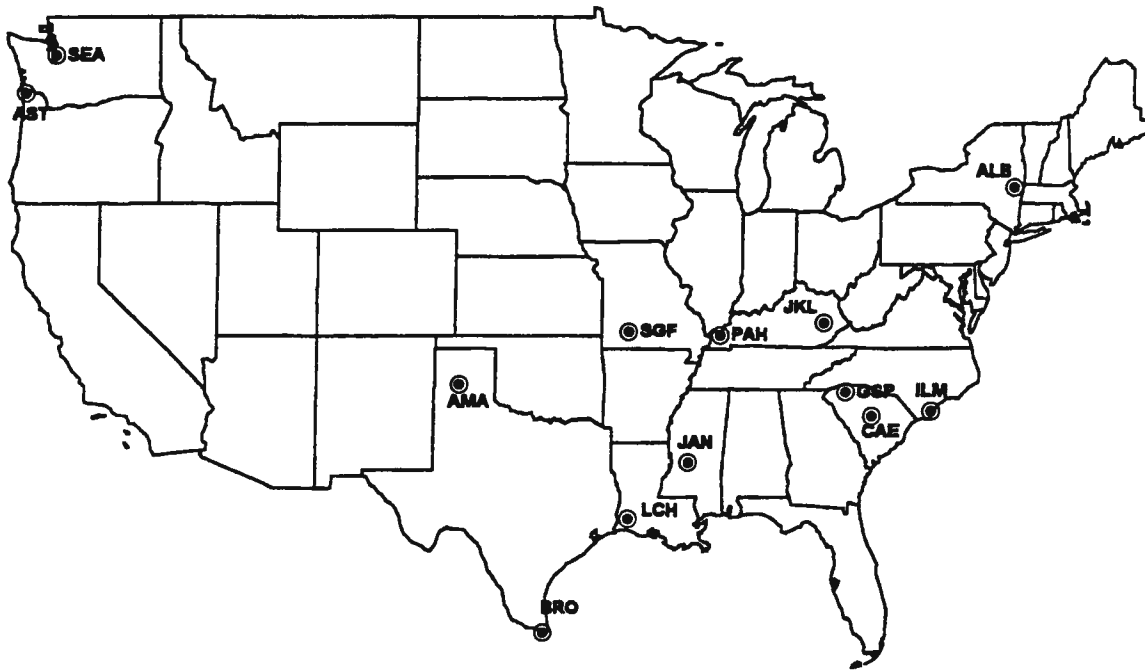 SEA
AST
ALB
JKL
SGF
PAH
AMA
GSP
ILM
CAE
JAN
LCH
BRO